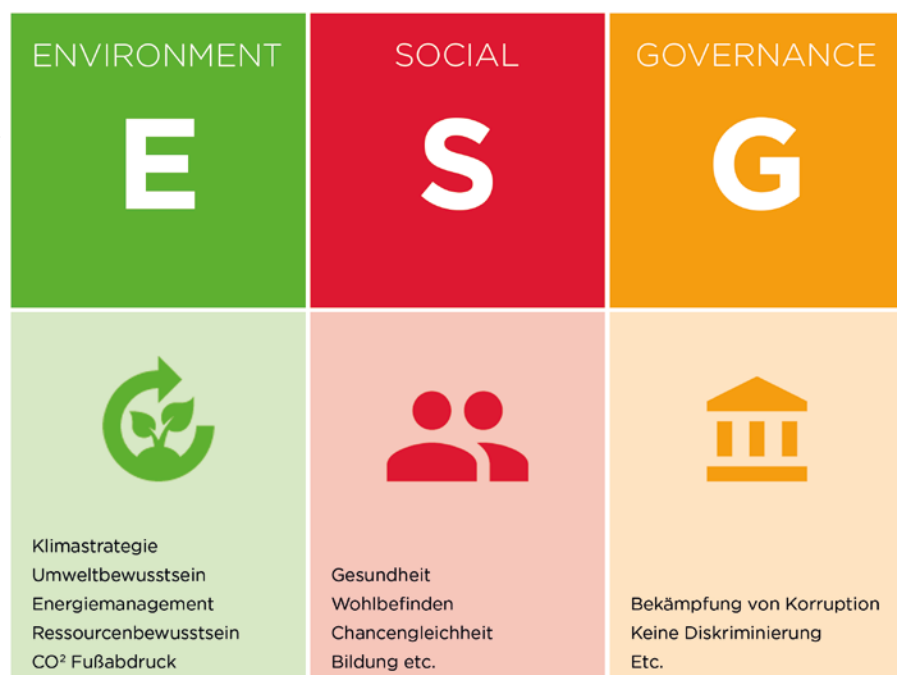 ENVIRONMENT
E
SOCIAL
S
GOVERNANCE
G
Klimastrategie
Umweltbewusstsein
Energiemanagement
Ressourcenbewusstsein
CO² Fußabdruck
Gesundheit
Wohlbefinden
Chancengleichheit
Bildung etc.
Bekämpfung von Korruption
Keine Diskriminierung
Etc.